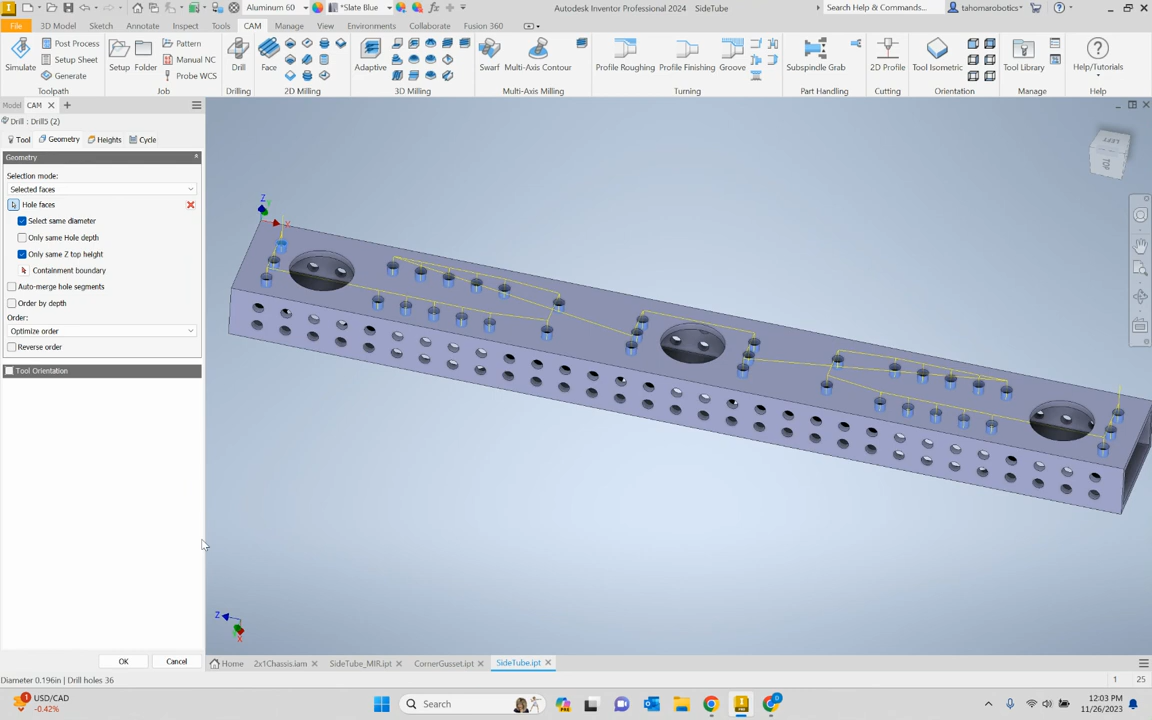 Aluminum 60
*Slate Blue
Autodesk Inventor Professional 2024 SideTube
Search Help & Commands...
tahomarobotics
File
3D Model
Sketch
Annotate
Inspect
Tools
CAM
Manage
View
Environments
Collaborate
Fusion 360
Simulate
Post Process
Setup Sheet
Generate
Toolpath
Setup
Folder
Pattern
Manual NC
Probe WCS
Job
Drill
Drilling
Face
2D Milling
Adaptive
3D Milling
Swarf
Multi-Axis Contour
Multi-Axis Milling
Profile Roughing
Profile Finishing
Groove
Turning
Subspindle Grab
Part Handling
2D Profile
Cutting
Tool Isometric
Orientation
Tool Library
Manage
Help/Tutorials
Help
Model
CAM
Drill : Drill5 (2)
Tool
Geometry
Heights
Cycle
Geometry
Selection mode:
Selected faces
Hole faces
Select same diameter
Only same Hole depth
Only same Z top height
Containment boundary
Auto-merge hole segments
Order by depth
Order:
Optimize order
Reverse order
Tool Orientation
OK
Cancel
Z
Y
X
LEFT
TOP
Z
Y
X
Home
2x1Chassis.iam
SideTube_MIR.ipt
CornerGusset.ipt
SideTube.ipt
Diameter 0.196in | Drill holes 36
1
25
1
USD/CAD
-0.42%
Search
12:03 PM
11/26/2023